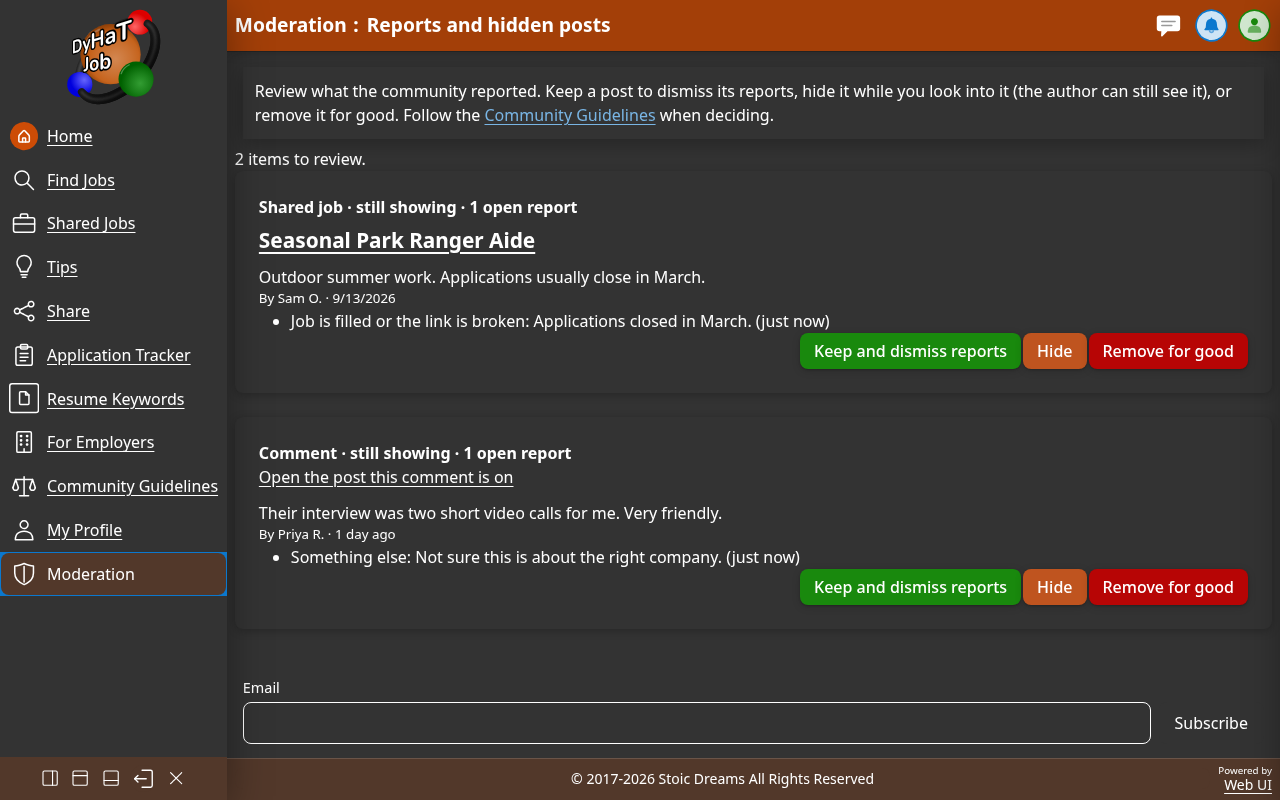 DyHaT
Job
Home
Find Jobs
Shared Jobs
Tips
Share
Application Tracker
Resume Keywords
For Employers
Community Guidelines
My Profile
Moderation
Moderation : Reports and hidden posts
Review what the community reported. Keep a post to dismiss its reports, hide it while you look into it (the author can still see it), or
remove it for good. Follow the Community Guidelines when deciding.
2 items to review.
Shared job · still showing · 1 open report
Seasonal Park Ranger Aide
Outdoor summer work. Applications usually close in March.
By Sam O. · 9/13/2026
• Job is filled or the link is broken: Applications closed in March. (just now)
Keep and dismiss reports Hide Remove for good
Comment · still showing · 1 open report
Open the post this comment is on
Their interview was two short video calls for me. Very friendly.
By Priya R. · 1 day ago
• Something else: Not sure this is about the right company. (just now)
Keep and dismiss reports Hide Remove for good
Email
Subscribe
© 2017-2026 Stoic Dreams All Rights Reserved
Powered by
Web UI